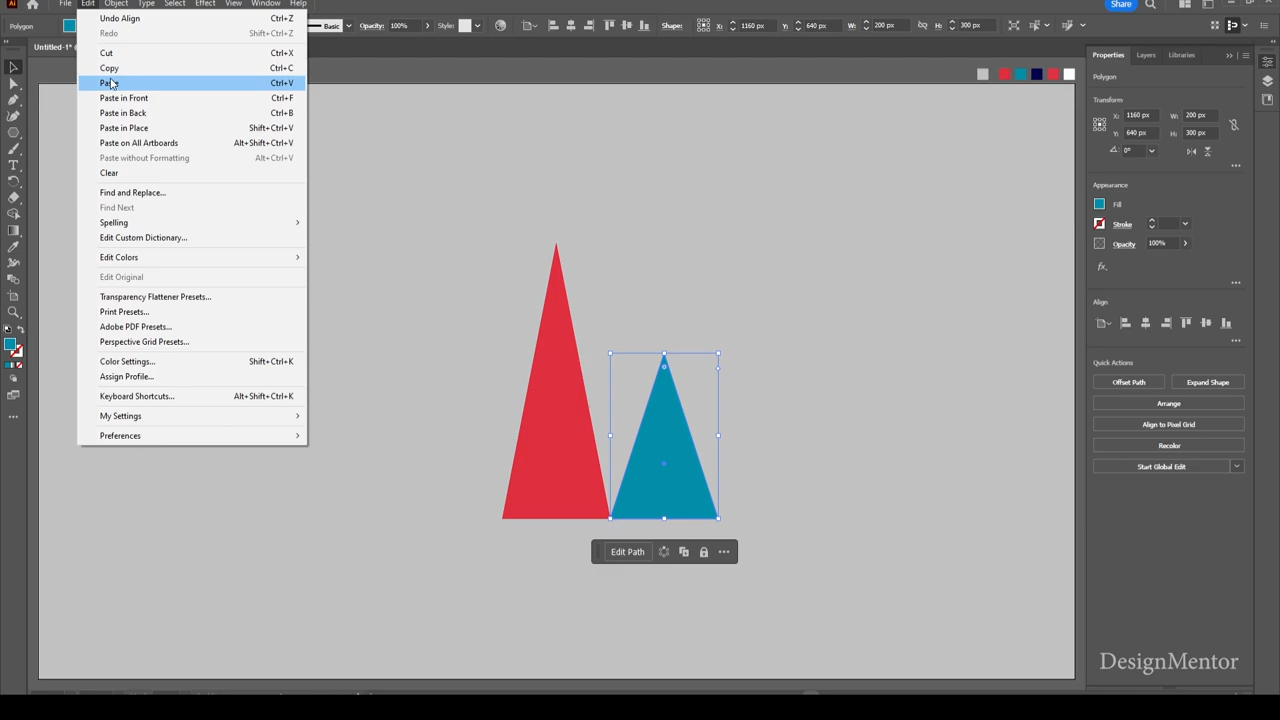 Ai File Edit Object Type Select Effect View Window Help Share
Polygon Basic Opacity: 100% Style: Shape: X: 1160 px Y: 640 px W: 200 px H: 300 px
Untitled-1*
Undo Align Ctrl+Z
Redo Shift+Ctrl+Z
Cut Ctrl+X
Copy Ctrl+C
Paste Ctrl+V
Paste in Front Ctrl+F
Paste in Back Ctrl+B
Paste in Place Shift+Ctrl+V
Paste on All Artboards Alt+Shift+Ctrl+V
Paste without Formatting Alt+Ctrl+V
Clear
Find and Replace...
Find Next
Spelling
Edit Custom Dictionary...
Edit Colors
Edit Original
Transparency Flattener Presets...
Print Presets...
Adobe PDF Presets...
Perspective Grid Presets...
Color Settings... Shift+Ctrl+K
Assign Profile...
Keyboard Shortcuts... Alt+Shift+Ctrl+K
My Settings
Preferences
Edit Path
Properties Layers Libraries
Polygon
Transform
X: 1160 px W: 200 px
Y: 640 px H: 300 px
0°
Appearance
Fill
Stroke
Opacity 100%
fx
Align
Quick Actions
Offset Path Expand Shape
Arrange
Align to Pixel Grid
Recolor
Start Global Edit
DesignMentor